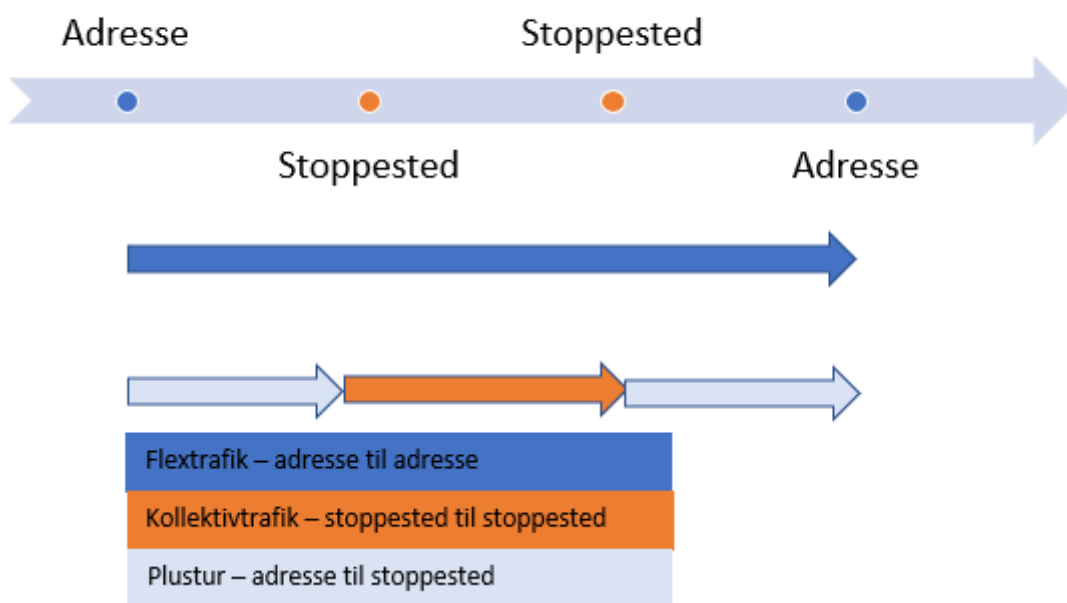 Adresse
Stoppested
Stoppested
Adresse
Flextrafik – adresse til adresse
Kollektivtrafik – stoppested til stoppested
Plustur – adresse til stoppested